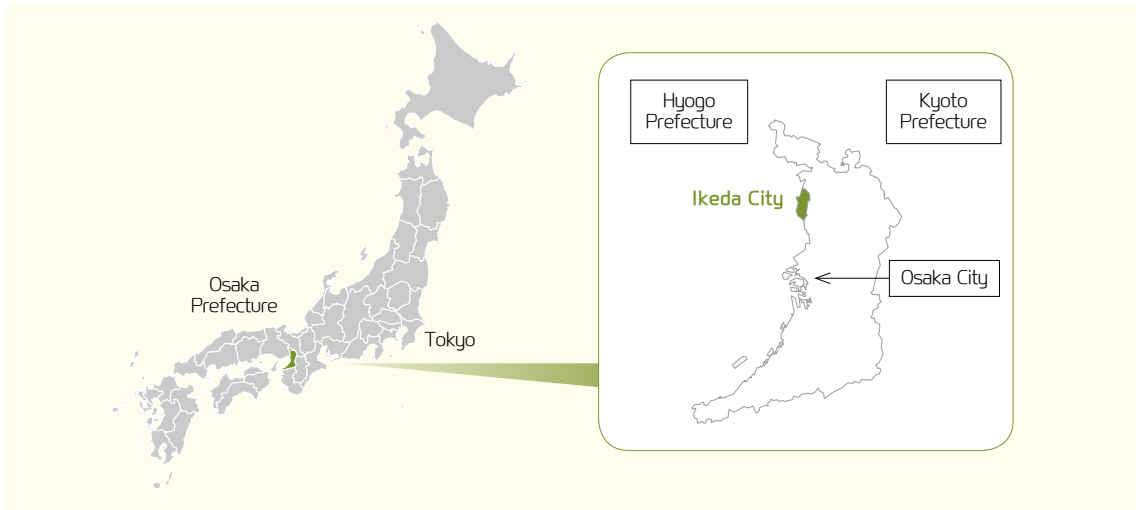 Osaka
Prefecture
Tokyo
Hyogo
Prefecture
Kyoto
Prefecture
Ikeda City
Osaka City